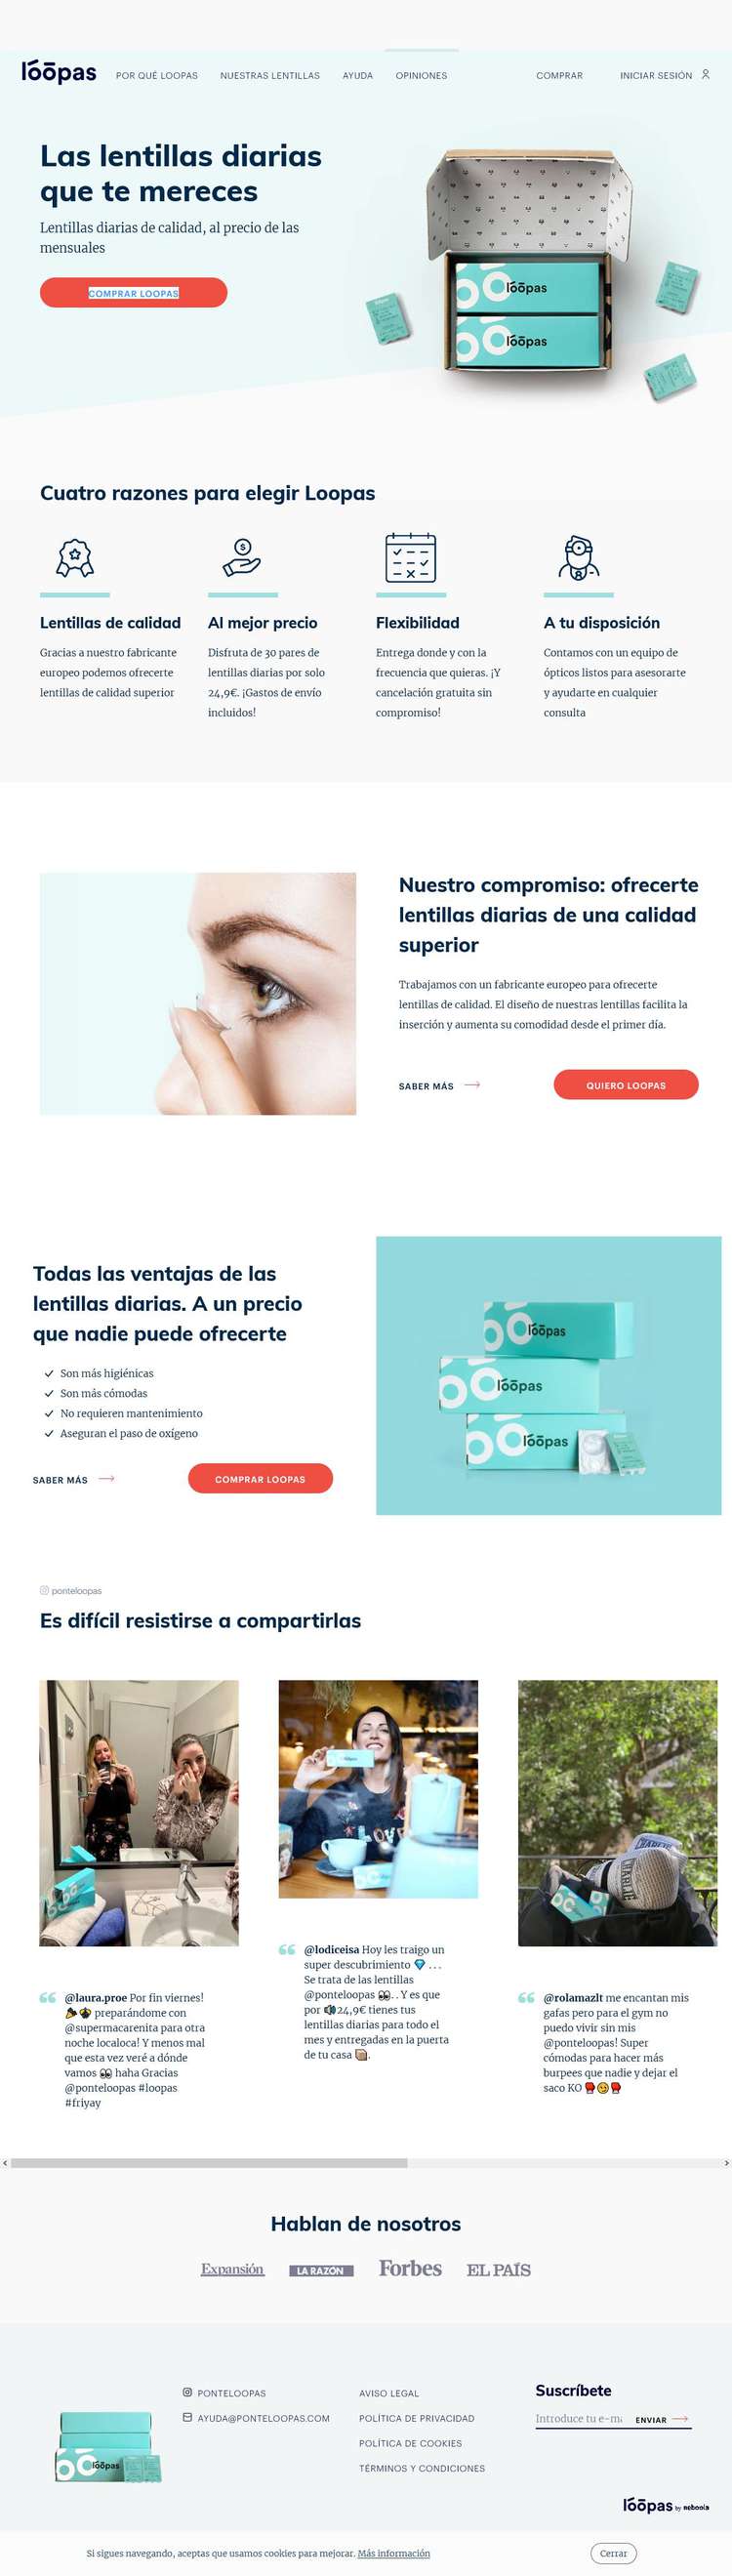 lóōpas
POR QUÉ LOOPAS
NUESTRAS LENTILLAS
AYUDA
OPINIONES
COMPRAR
INICIAR SESIÓN
Las lentillas diarias
que te mereces
Lentillas diarias de calidad, al precio de las
mensuales
COMPRAR LOOPAS
lóōpas
lóōpas
Cuatro razones para elegir Loopas
Lentillas de calidad
Gracias a nuestro fabricante
europeo podemos ofrecerte
lentillas de calidad superior
Al mejor precio
Disfruta de 30 pares de
lentillas diarias por solo
24,9€. ¡Gastos de envío
incluidos!
Flexibilidad
Entrega donde y con la
frecuencia que quieras. ¡Y
cancelación gratuita sin
compromiso!
A tu disposición
Contamos con un equipo de
ópticos listos para asesorarte
y ayudarte en cualquier
consulta
Nuestro compromiso: ofrecerte
lentillas diarias de una calidad
superior
Trabajamos con un fabricante europeo para ofrecerte
lentillas de calidad. El diseño de nuestras lentillas facilita la
inserción y aumenta su comodidad desde el primer día.
SABER MÁS
QUIERO LOOPAS
Todas las ventajas de las
lentillas diarias. A un precio
que nadie puede ofrecerte
Son más higiénicas
Son más cómodas
No requieren mantenimiento
Aseguran el paso de oxígeno
SABER MÁS
COMPRAR LOOPAS
lóōpas
lóōpas
lóōpas
ponteloopas
Es difícil resistirse a compartirlas
@laura.proe Por fin viernes!
🎉💃 preparándome con
@supermacarenita para otra
noche localoca! Y menos mal
que esta vez veré a dónde
vamos 👀 haha Gracias
@ponteloopas #loopas
#friyay
@lodiceisa Hoy les traigo un
super descubrimiento 💎 . . .
Se trata de las lentillas
@ponteloopas 👀. . Y es que
por 🔊24,9€ tienes tus
lentillas diarias para todo el
mes y entregadas en la puerta
de tu casa 📦.
CHARLIE
CHARLIE
@rolamazlt me encantan mis
gafas pero para el gym no
puedo vivir sin mis
@ponteloopas! Super
cómodas para hacer más
burpees que nadie y dejar el
saco KO 🥊😉🥊
Hablan de nosotros
Expansión
LA RAZÓN
Forbes
EL PAÍS
lóōpas
PONTELOOPAS
AYUDA@PONTELOOPAS.COM
AVISO LEGAL
POLÍTICA DE PRIVACIDAD
POLÍTICA DE COOKIES
TÉRMINOS Y CONDICIONES
Suscríbete
Introduce tu e-ma
ENVIAR
lóōpas by neboola
Si sigues navegando, aceptas que usamos cookies para mejorar. Más información
Cerrar